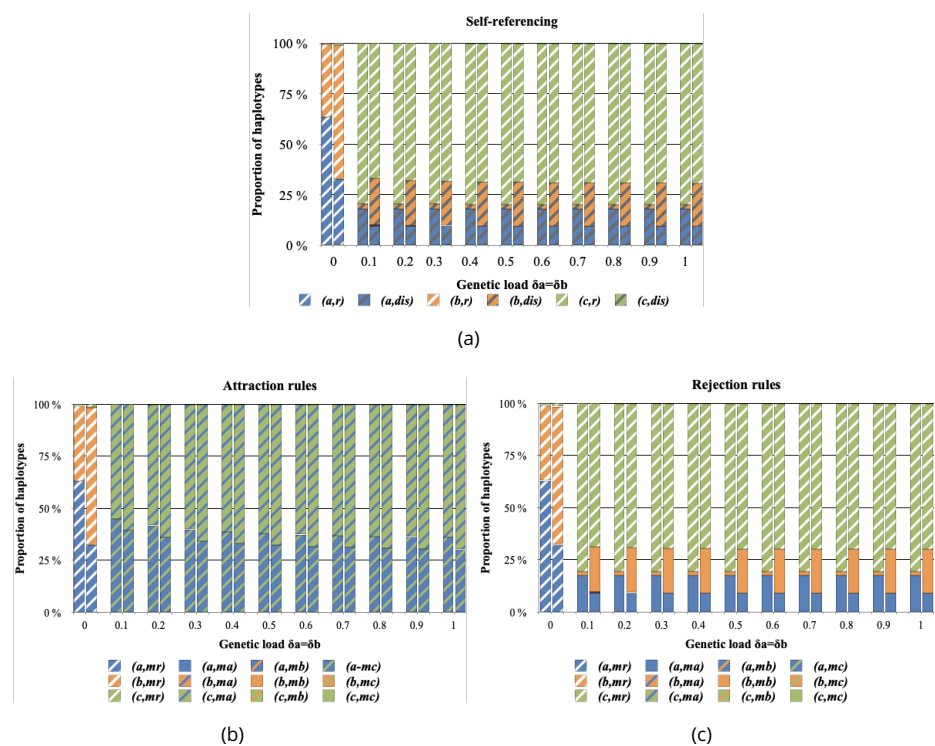 Self-referencing
Proportion of haplotypes
100 %
75 %
50 %
25 %
0 %
0 0.1 0.2 0.3 0.4 0.5 0.6 0.7 0.8 0.9 1
Genetic load δa=δb
(a,r) (a,dis) (b,r) (b,dis) (c,r) (c,dis)
(a)
Attraction rules
Proportion of haplotypes
100 %
75 %
50 %
25 %
0 %
0 0.1 0.2 0.3 0.4 0.5 0.6 0.7 0.8 0.9 1
Genetic load δa=δb
(a,mr) (a,ma) (a,mb) (a-mc)
(b,mr) (b,ma) (b,mb) (b,mc)
(c,mr) (c,ma) (c,mb) (c,mc)
(b)
Rejection rules
Proportion of haplotypes
100 %
75 %
50 %
25 %
0 %
0 0.1 0.2 0.3 0.4 0.5 0.6 0.7 0.8 0.9 1
Genetic load δa=δb
(a,mr) (a,ma) (a,mb) (a,mc)
(b,mr) (b,ma) (b,mb) (b,mc)
(c,mr) (c,ma) (c,mb) (c,mc)
(c)